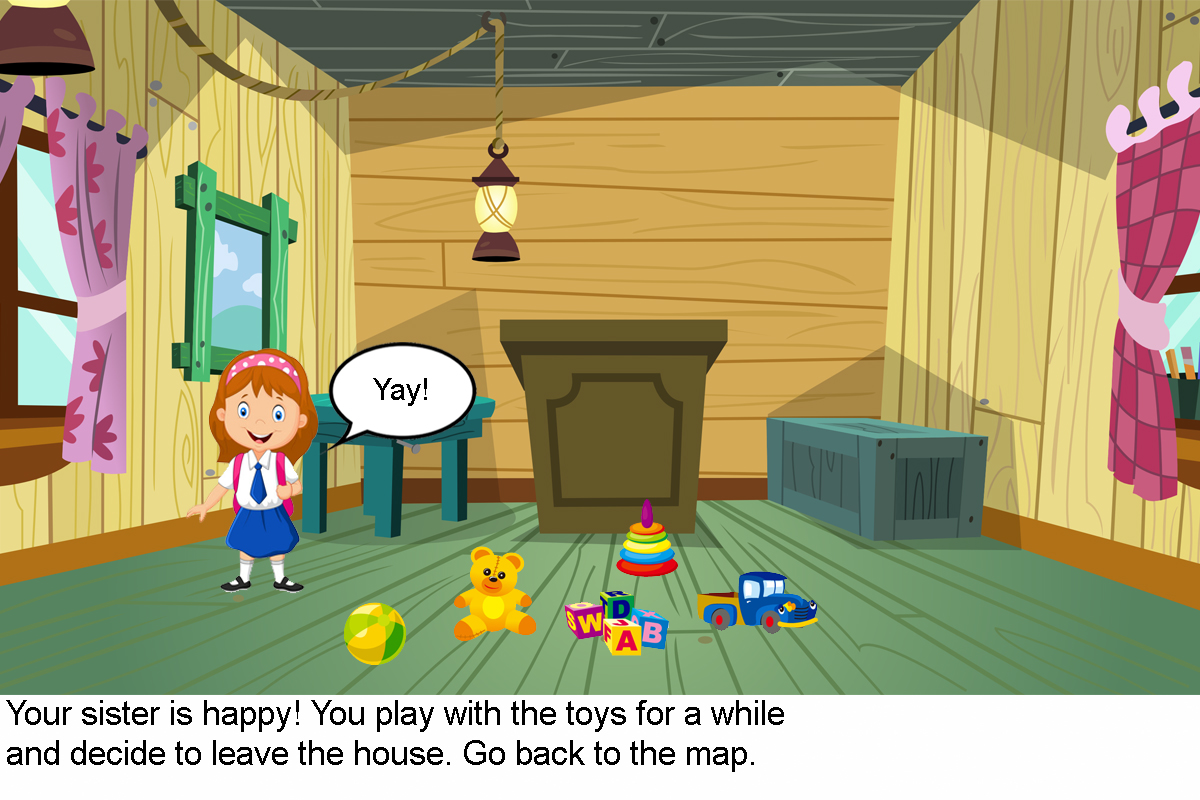 Yay!
S W D A B
A
Your sister is happy! You play with the toys for a while
and decide to leave the house. Go back to the map.